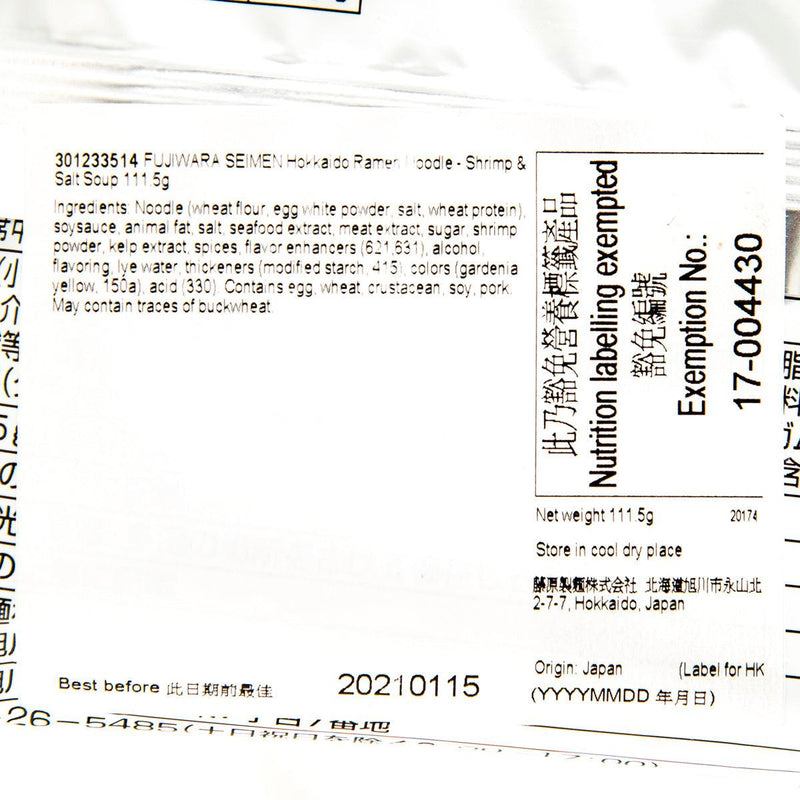 301233514 FUJIWARA SEIMEN Hokkaido Ramen Noodle - Shrimp &
Salt Soup 111.5g
Ingredients: Noodle (wheat flour, egg white powder, salt, wheat protein),
soysauce, animal fat, salt, seafood extract, meat extract, sugar, shrimp
powder, kelp extract, spices, flavor enhancers (621,631), alcohol,
flavoring, lye water, thickeners (modified starch, 415), colors (gardenia
yellow, 150a), acid (330). Contains egg, wheat, crustacean, soy, pork.
May contain traces of buckwheat.
此乃豁免營養標籤產品
Nutrition labelling exempted
豁免編號
Exemption No.:
17-004430
Net weight 111.5g 20174
Store in cool dry place
藤原製麵株式会社 北海道旭川市永山北
2-7-7, Hokkaido, Japan
Origin: Japan (Label for HK
Best before 此日期前最佳 20210115 (YYYYMMDD 年月日)
26-5485